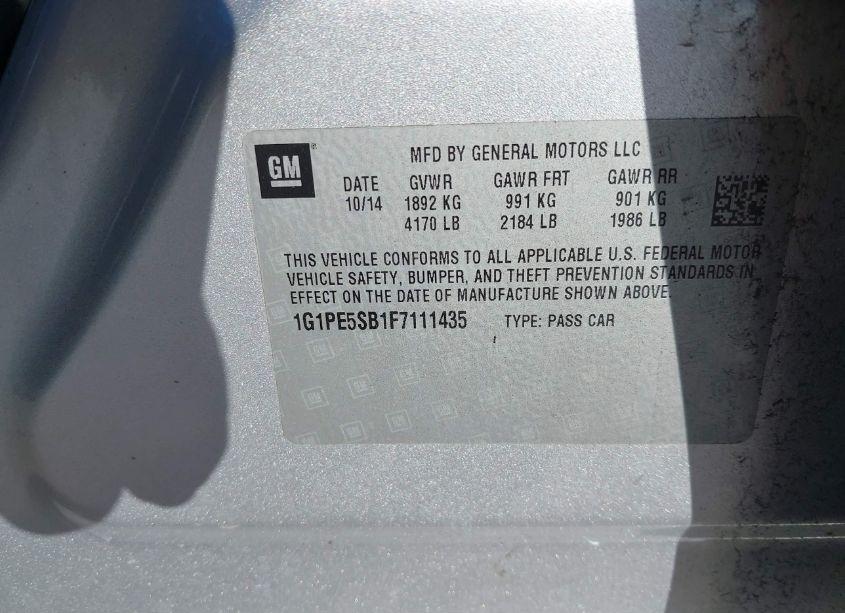 GM
MFD BY GENERAL MOTORS LLC
DATE GVWR GAWR FRT GAWR RR
10/14 1892 KG 991 KG 901 KG
4170 LB 2184 LB 1986 LB
THIS VEHICLE CONFORMS TO ALL APPLICABLE U.S. FEDERAL MOTOR
VEHICLE SAFETY, BUMPER, AND THEFT PREVENTION STANDARDS IN
EFFECT ON THE DATE OF MANUFACTURE SHOWN ABOVE.
1G1PE5SB1F7111435 TYPE: PASS CAR